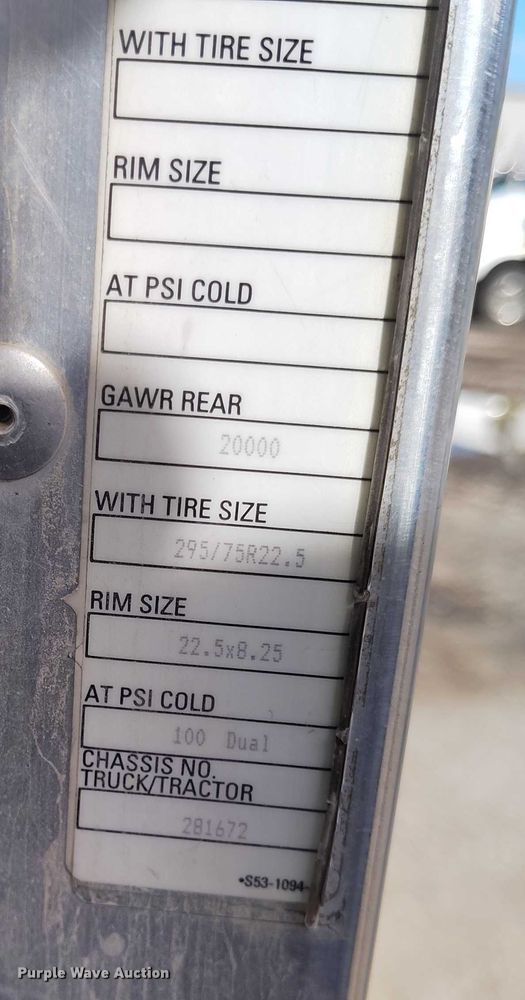 WITH TIRE SIZE
RIM SIZE
AT PSI COLD
GAWR REAR
20000
WITH TIRE SIZE
295/75R22.5
RIM SIZE
22.5x8.25
AT PSI COLD
100 Dual
CHASSIS NO.
TRUCK/TRACTOR
281672
•S53-1094-
Purple Wave Auction